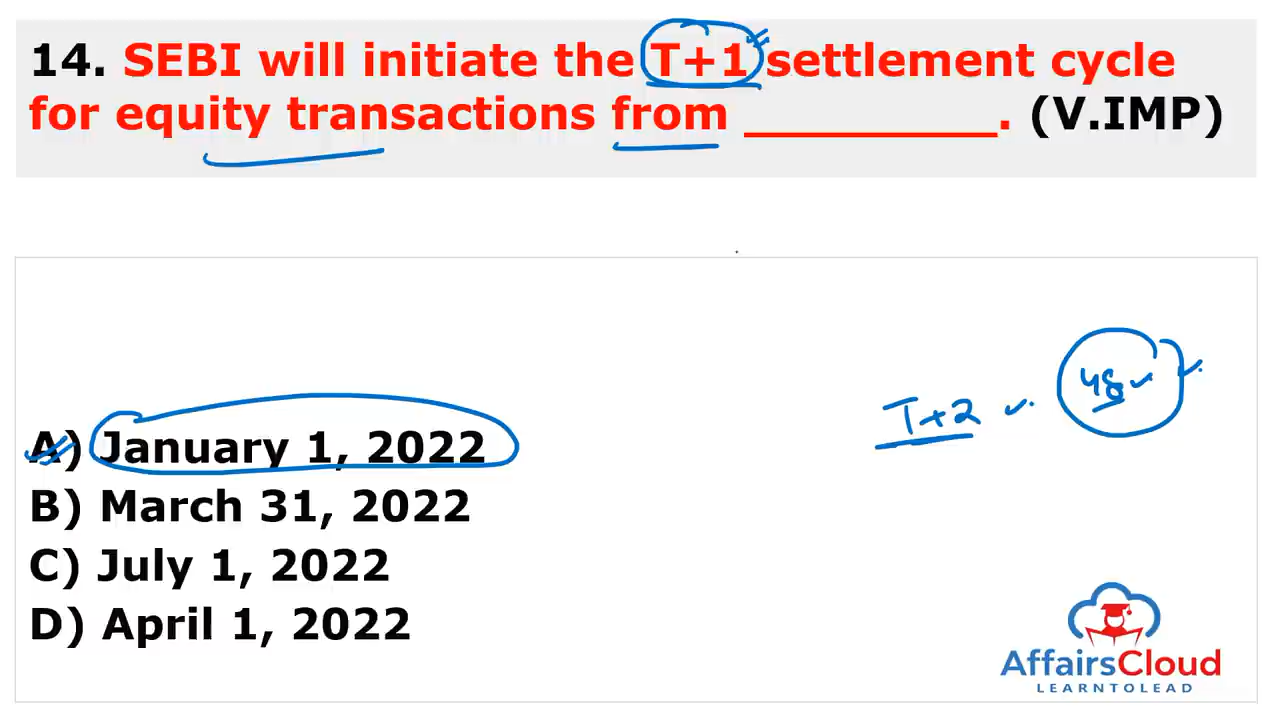 14. SEBI will initiate the T+1 settlement cycle
for equity transactions from __________. (V.IMP)
T+2 48
A) January 1, 2022
B) March 31, 2022
C) July 1, 2022
D) April 1, 2022
AffairsCloud
LEARNTOLEAD